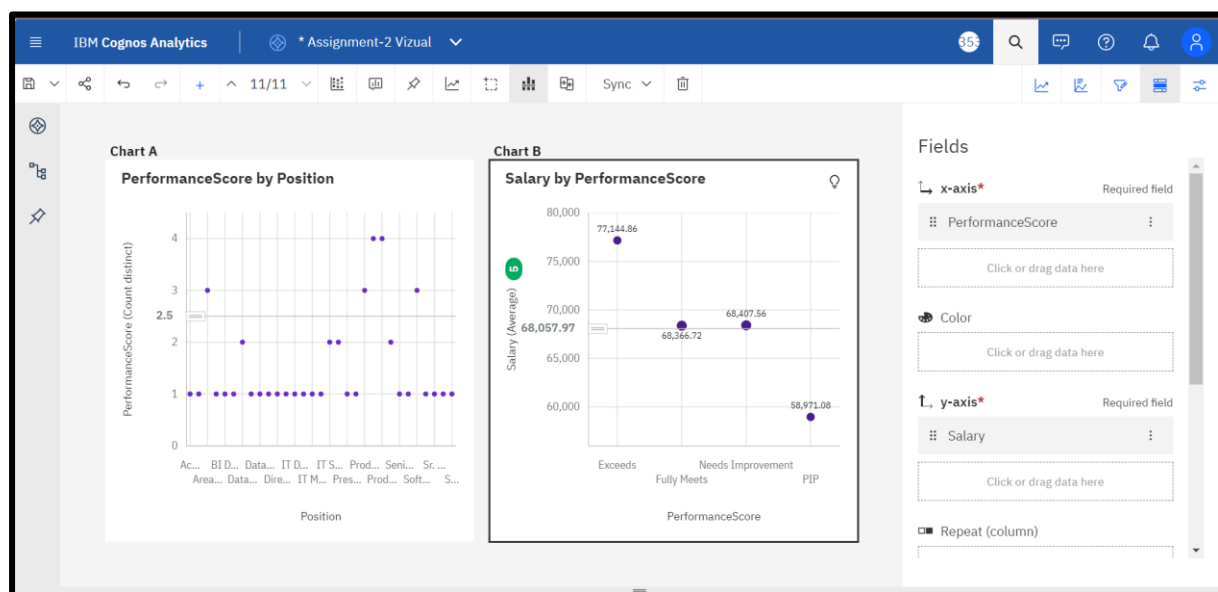 IBM Cognos Analytics
* Assignment-2 Vizual
11/11
Sync
Chart A
PerformanceScore by Position
PerformanceScore (Count distinct)
4
3
2.5
2
1
0
Ac... BI D... Data... IT D... IT S... Prod... Seni... Sr. ...
Area... Data... Dire... IT M... Pres... Prod... Soft... S...
Position
Chart B
Salary by PerformanceScore
Salary (Average)
5
80,000
77,144.86
75,000
70,000
68,407.56
68,057.97
68,366.72
65,000
60,000
58,971.08
Exceeds Needs Improvement
Fully Meets PIP
PerformanceScore
Fields
x-axis* Required field
PerformanceScore
Click or drag data here
Color
Click or drag data here
y-axis* Required field
Salary
Click or drag data here
Repeat (column)